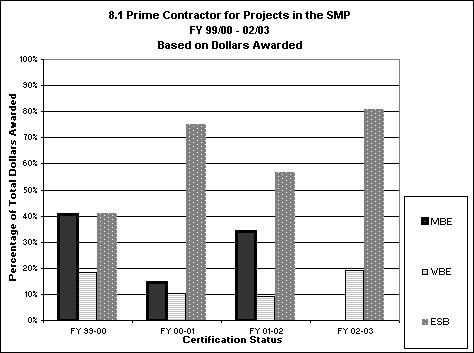 8.1 Prime Contractor for Projects in the SMP
FY 99/00 - 02/03
Based on Dollars Awarded
Percentage of Total Dollars Awarded
100%
90%
80%
70%
60%
50%
40%
30%
20%
10%
0%
FY 99-00 FY 00-01 FY 01-02 FY 02-03
Certification Status
MBE
WBE
ESB